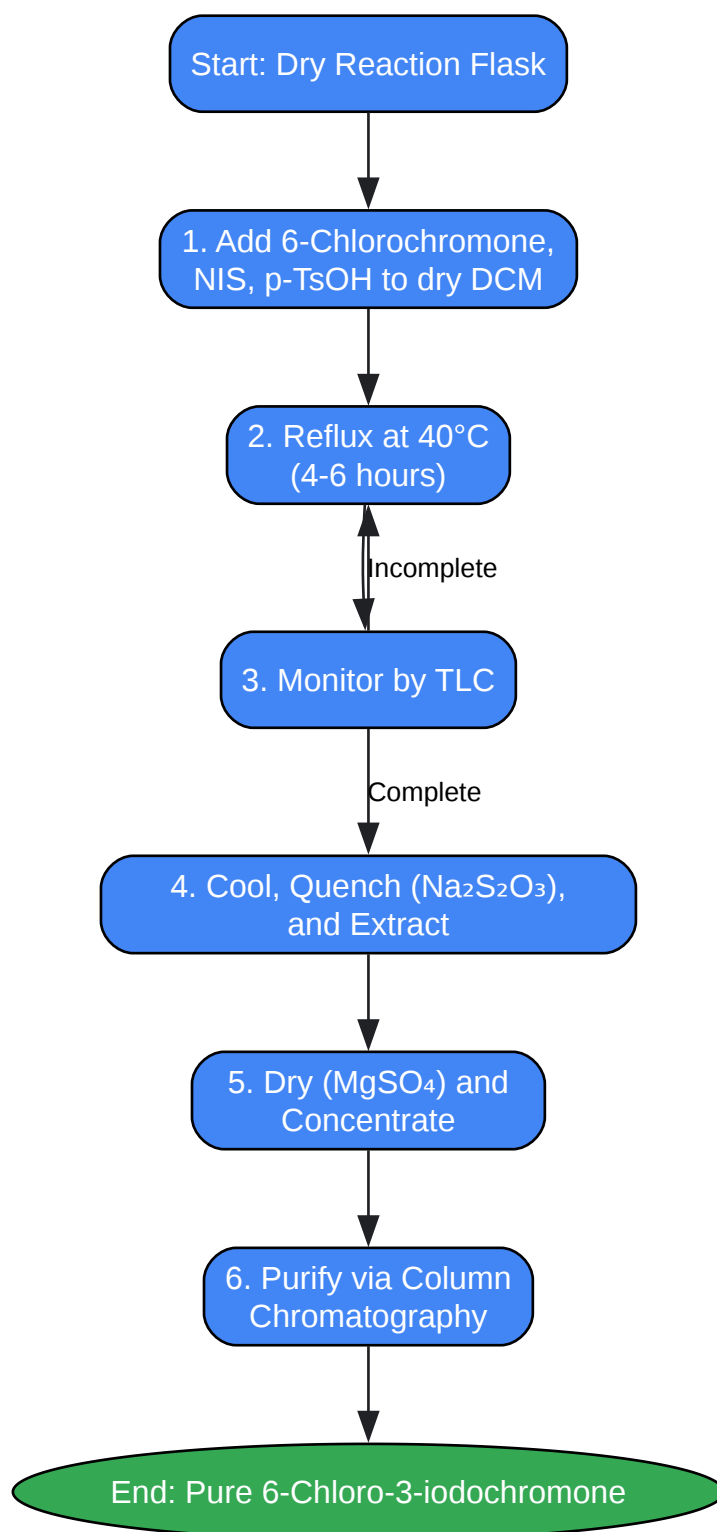 Start: Dry Reaction Flask
1. Add 6-Chlorochromone,
NIS, p-TsOH to dry DCM
2. Reflux at 40°C
(4-6 hours)
Incomplete
3. Monitor by TLC
Complete
4. Cool, Quench (Na₂S₂O₃),
and Extract
5. Dry (MgSO₄) and
Concentrate
6. Purify via Column
Chromatography
End: Pure 6-Chloro-3-iodochromone